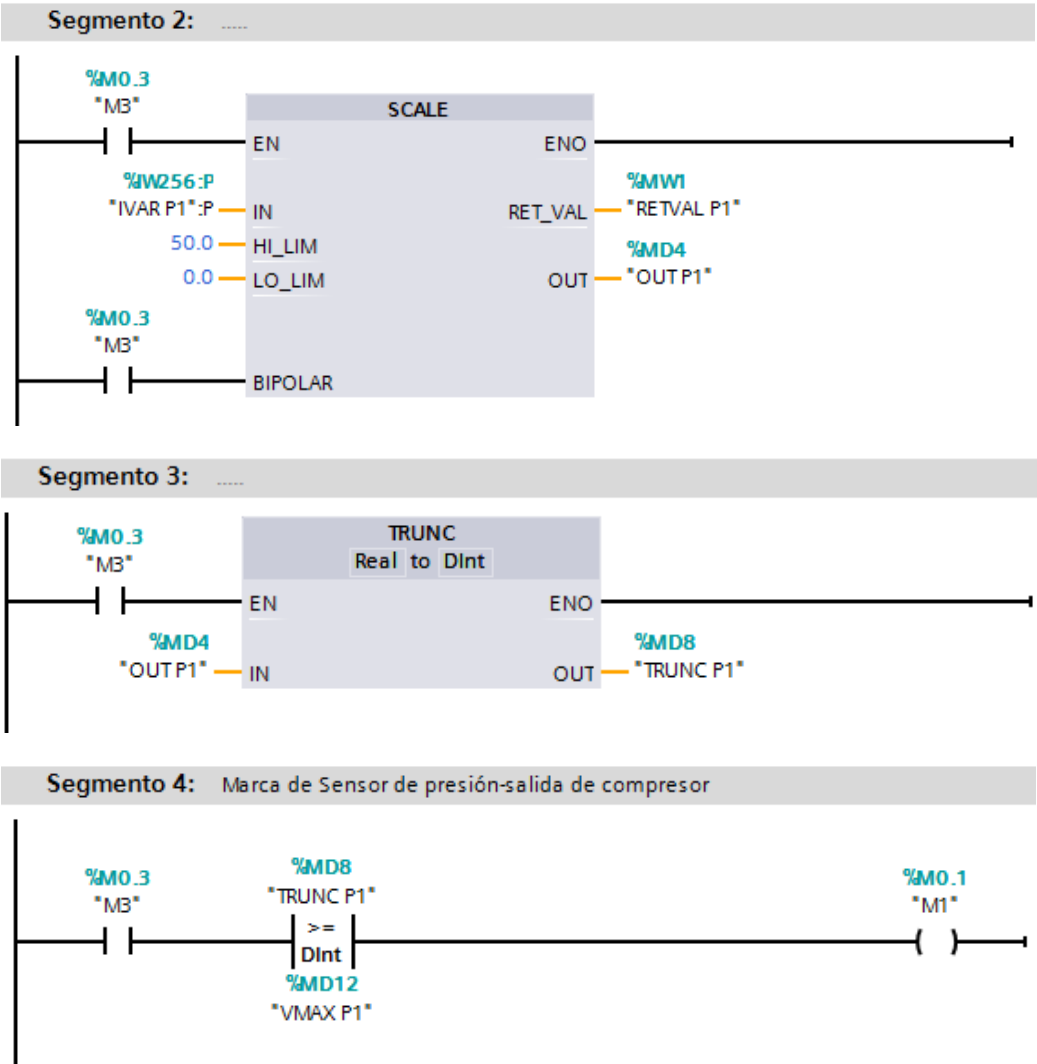 Segmento 2: .....
%M0.3
"M3"
SCALE
EN ENO
%IW256:P %MW1
"IVAR P1":P IN RET_VAL "RETVAL P1"
50.0 HI_LIM %MD4
0.0 LO_LIM OUT "OUT P1"
%M0.3
"M3"
BIPOLAR
Segmento 3: .....
%M0.3 TRUNC
"M3" Real to DInt
EN ENO
%MD4 %MD8
"OUT P1" IN OUT "TRUNC P1"
Segmento 4: Marca de Sensor de presión-salida de compresor
%M0.3 %MD8 %M0.1
"M3" "TRUNC P1" "M1"
>=
DInt
%MD12
"VMAX P1"